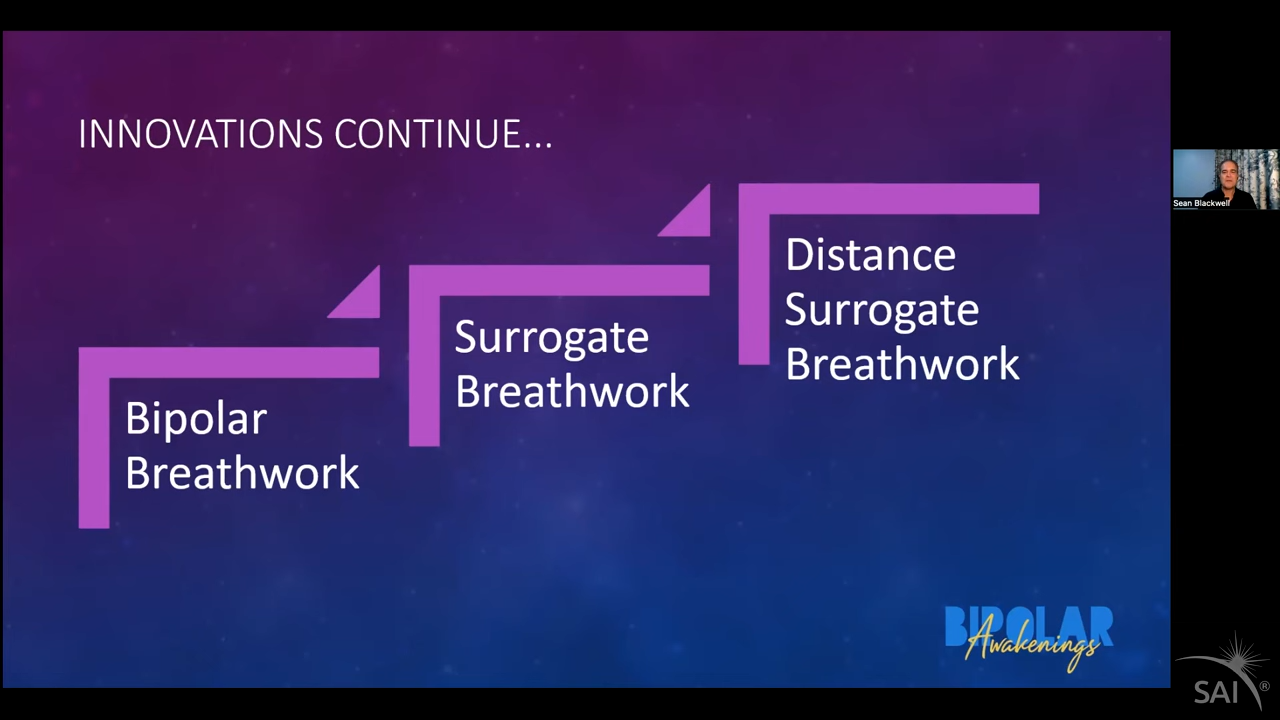 INNOVATIONS CONTINUE...
Bipolar
Breathwork
Surrogate
Breathwork
Distance
Surrogate
Breathwork
Sean Blackwell
BIPOLAR
Awakenings
SAI®